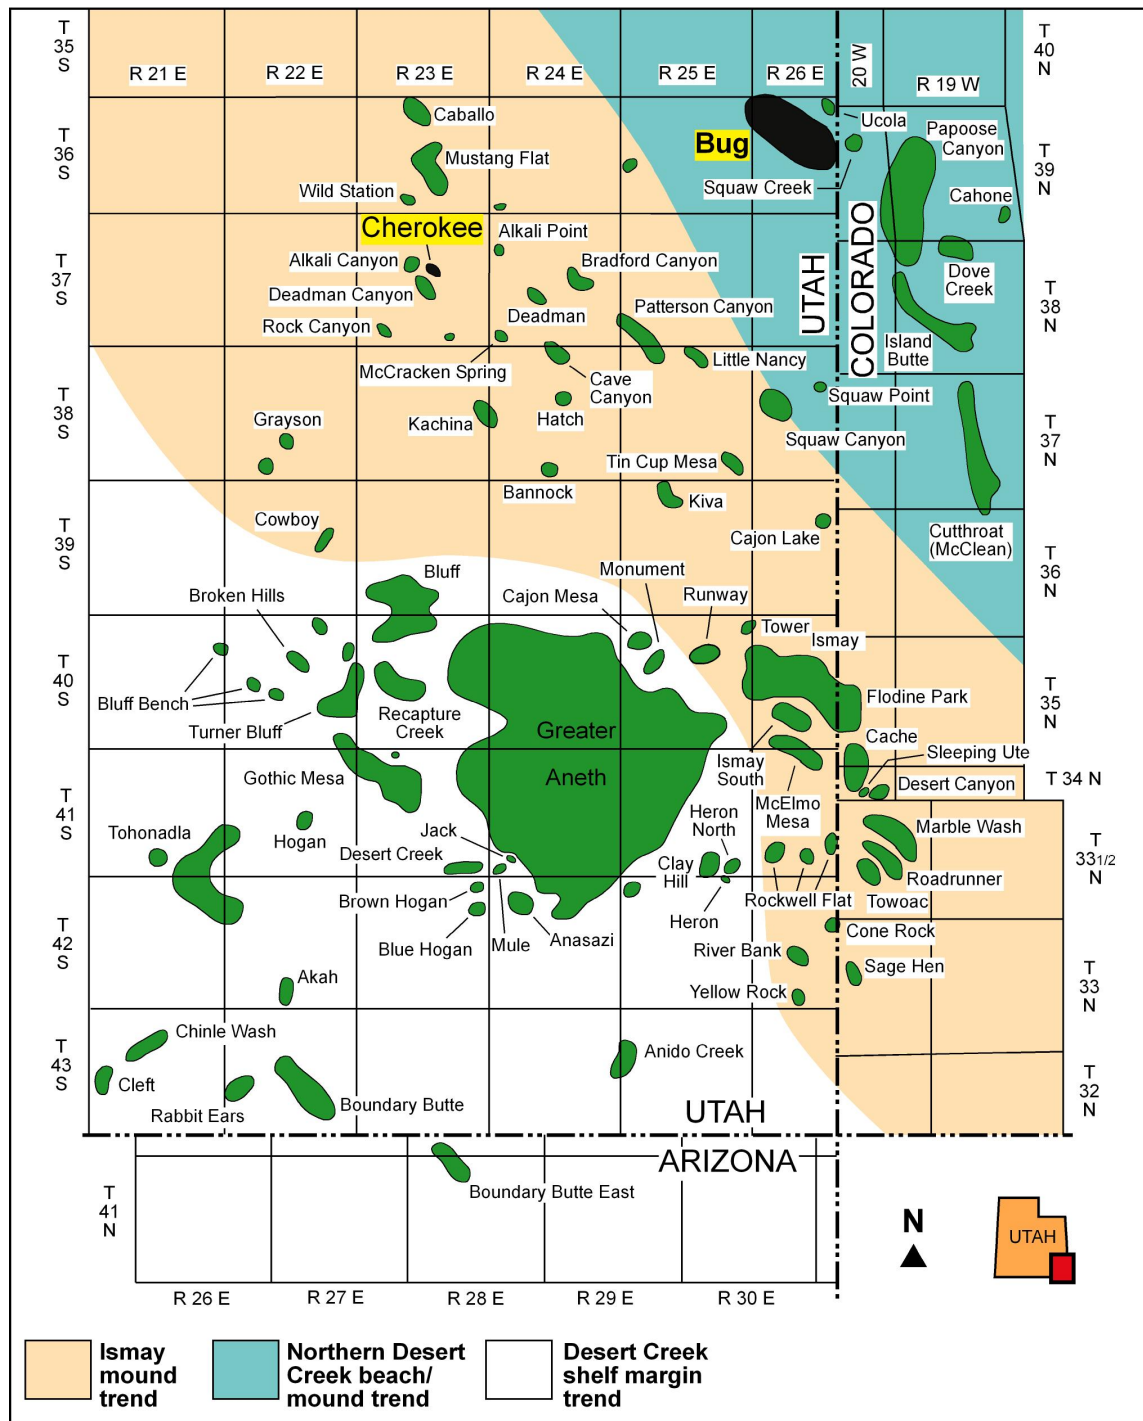 T
35
S
R 21 E
R 22 E
R 23 E
R 24 E
R 25 E
R 26 E
20 W
R 19 W
T
40
N
T
36
S
Caballo
Mustang Flat
Wild Station
Bug
Ucola
Squaw Creek
Papoose
Canyon
Cahone
T
39
N
Cherokee
T
37
S
Alkali Canyon
Deadman Canyon
Rock Canyon
Alkali Point
Bradford Canyon
Deadman
Patterson Canyon
McCracken Spring
Little Nancy
UTAH
COLORADO
Dove
Creek
Island
Butte
T
38
N
T
38
S
Grayson
Kachina
Cave
Canyon
Hatch
Bannock
Tin Cup Mesa
Squaw Point
Squaw Canyon
T
37
N
T
39
S
Cowboy
Kiva
Cajon Lake
Cutthroat
(McClean)
T
36
N
Bluff
Broken Hills
Cajon Mesa
Monument
Runway
Tower
Ismay
T
40
S
Bluff Bench
Turner Bluff
Recapture
Creek
Greater
Aneth
Flodine Park
T
35
N
Cache
Sleeping Ute
Desert Canyon
T 34 N
Ismay
South
McElmo
Mesa
T
41
S
Gothic Mesa
Tohonadla
Hogan
Jack
Desert Creek
Brown Hogan
Blue Hogan
Mule
Anasazi
Clay
Hill
Heron
North
Heron
Rockwell Flat
Marble Wash
Roadrunner
Towoac
T
33 1/2
N
T
42
S
Akah
River Bank
Yellow Rock
Cone Rock
Sage Hen
T
33
N
T
43
S
Chinle Wash
Cleft
Rabbit Ears
Boundary Butte
Anido Creek
T
32
N
UTAH
ARIZONA
T
41
N
Boundary Butte East
N
UTAH
R 26 E
R 27 E
R 28 E
R 29 E
R 30 E
Ismay
mound
trend
Northern Desert
Creek beach/
mound trend
Desert Creek
shelf margin
trend